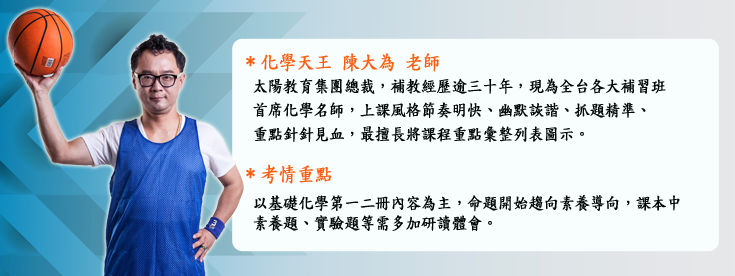 * 化學天王 陳大為 老師
太陽教育集團總裁，補教經歷逾三十年，現為全台各大補習班
首席化學名師，上課風格節奏明快、幽默詼諧、抓題精準、
重點針針見血，最擅長將課程重點彙整列表圖示。
* 考情重點
以基礎化學第一二冊內容為主，命題開始趨向素養導向，課本中
素養題、實驗題等需多加研讀體會。